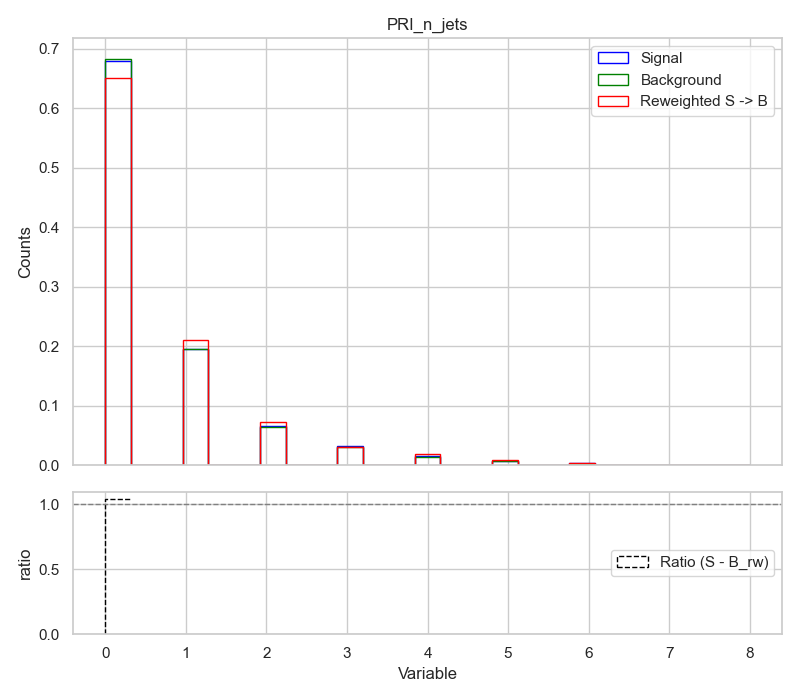 PRI_n_jets
0.7
0.6
0.5
0.4
0.3
0.2
0.1
0.0
Counts
Signal
Background
Reweighted S -> B
1.0
0.5
0.0
ratio
Ratio (S - B_rw)
0 1 2 3 4 5 6 7 8
Variable